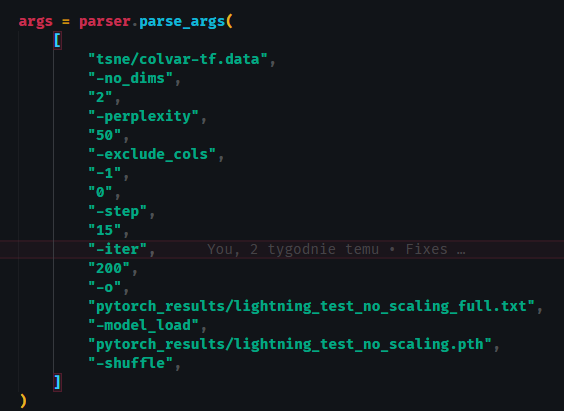 args = parser.parse_args(
[
"tsne/colvar-tf.data",
"-no_dims",
"2",
"-perplexity",
"50",
"-exclude_cols",
"-1",
"0",
"-step",
"15",
"-iter", You, 2 tygodnie temu • Fixes …
"200",
"-o",
"pytorch_results/lightning_test_no_scaling_full.txt",
"-model_load",
"pytorch_results/lightning_test_no_scaling.pth",
"-shuffle",
]
)